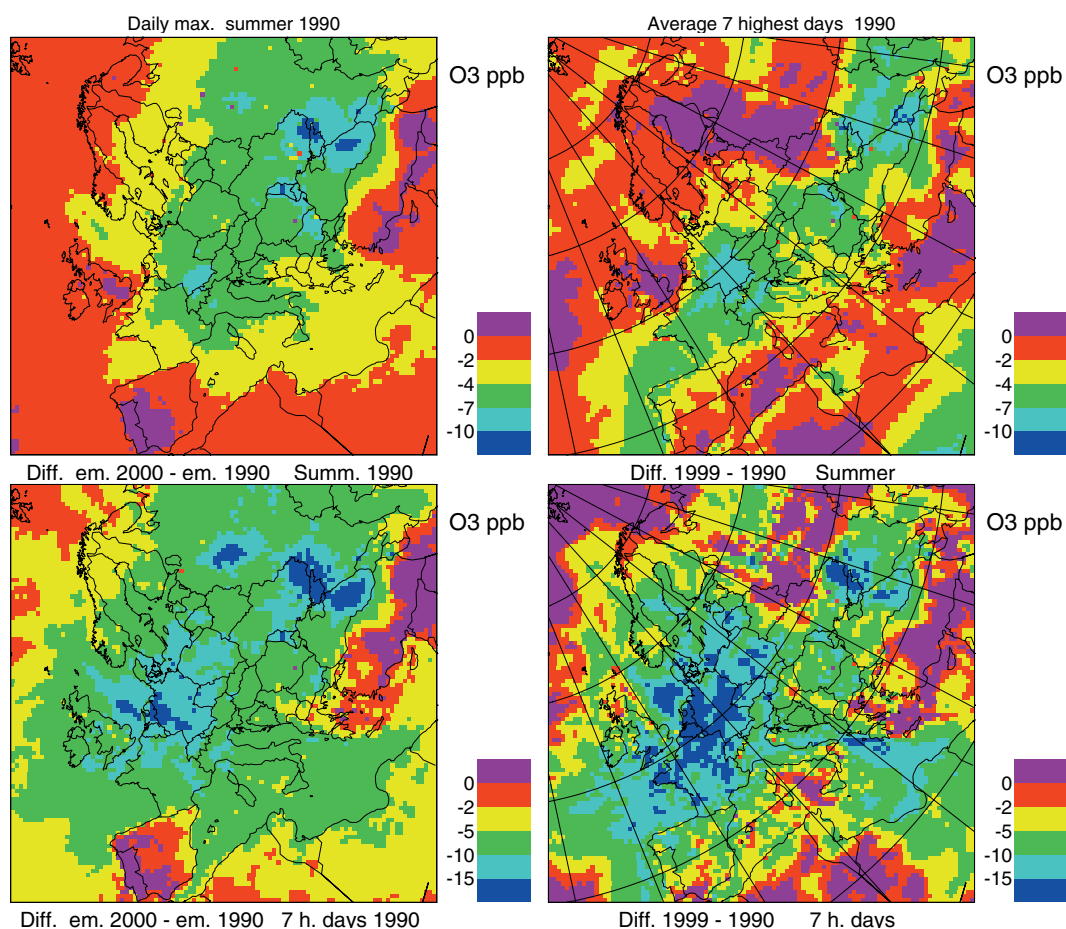 Daily max. summer 1990
Average 7 highest days 1990
O3 ppb
O3 ppb
0
-2
-4
-7
-10
0
-2
-4
-7
-10
Diff. em. 2000 - em. 1990 Summ. 1990
Diff. 1999 - 1990 Summer
O3 ppb
O3 ppb
0
-2
-5
-10
-15
0
-2
-5
-10
-15
Diff. em. 2000 - em. 1990 7 h. days 1990
Diff. 1999 - 1990 7 h. days